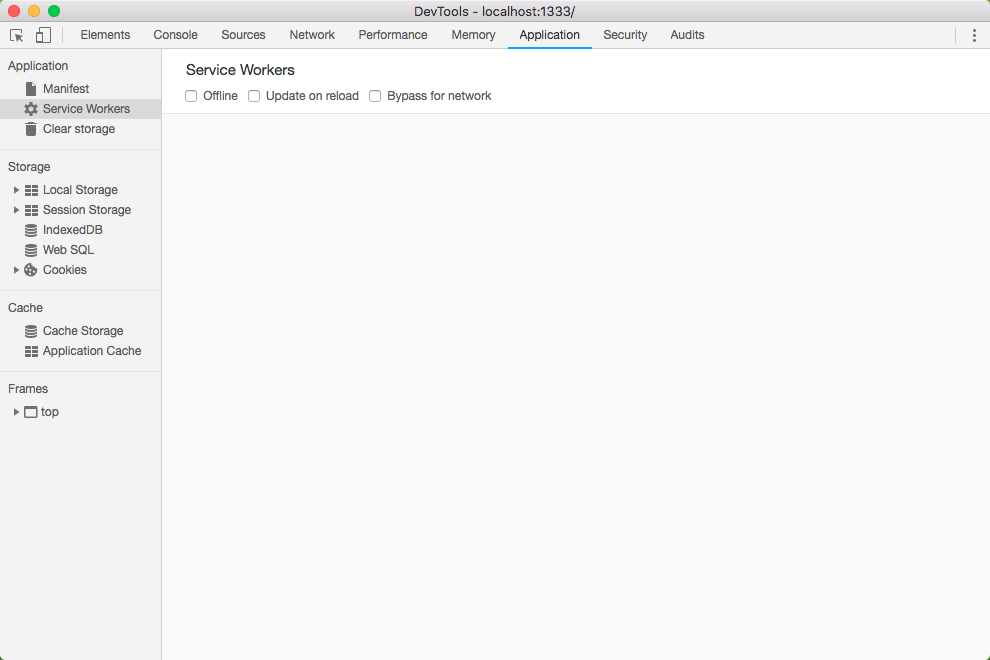 DevTools - localhost:1333/
Elements Console Sources Network Performance Memory Application Security Audits
Application
Manifest
Service Workers
Clear storage
Storage
Local Storage
Session Storage
IndexedDB
Web SQL
Cookies
Cache
Cache Storage
Application Cache
Frames
top
Service Workers
Offline Update on reload Bypass for network